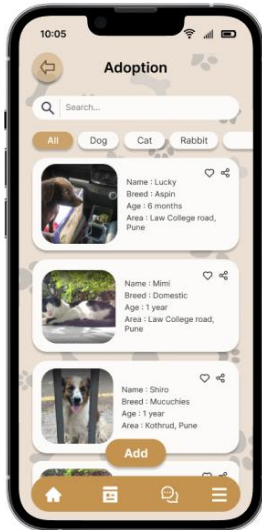 10:05
Adoption
Search...
All
Dog
Cat
Rabbit
Name : Lucky
Breed : Aspin
Age : 6 months
Area : Law College road,
Pune
Name : Mimi
Breed : Domestic
Age : 1 year
Area : Law College road,
Pune
Name : Shiro
Breed : Mucuchies
Age : 1 year
Area : Kothrud, Pune
Add